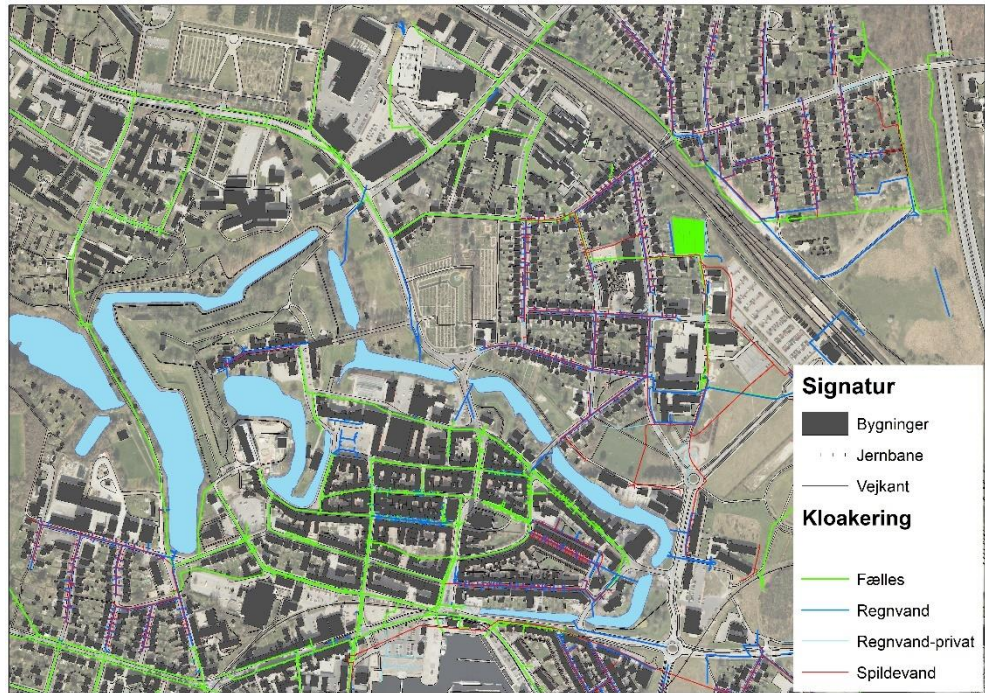 Signatur
Bygninger
Jernbane
Vejkant
Kloakering
Fælles
Regnvand
Regnvand-privat
Spildevand